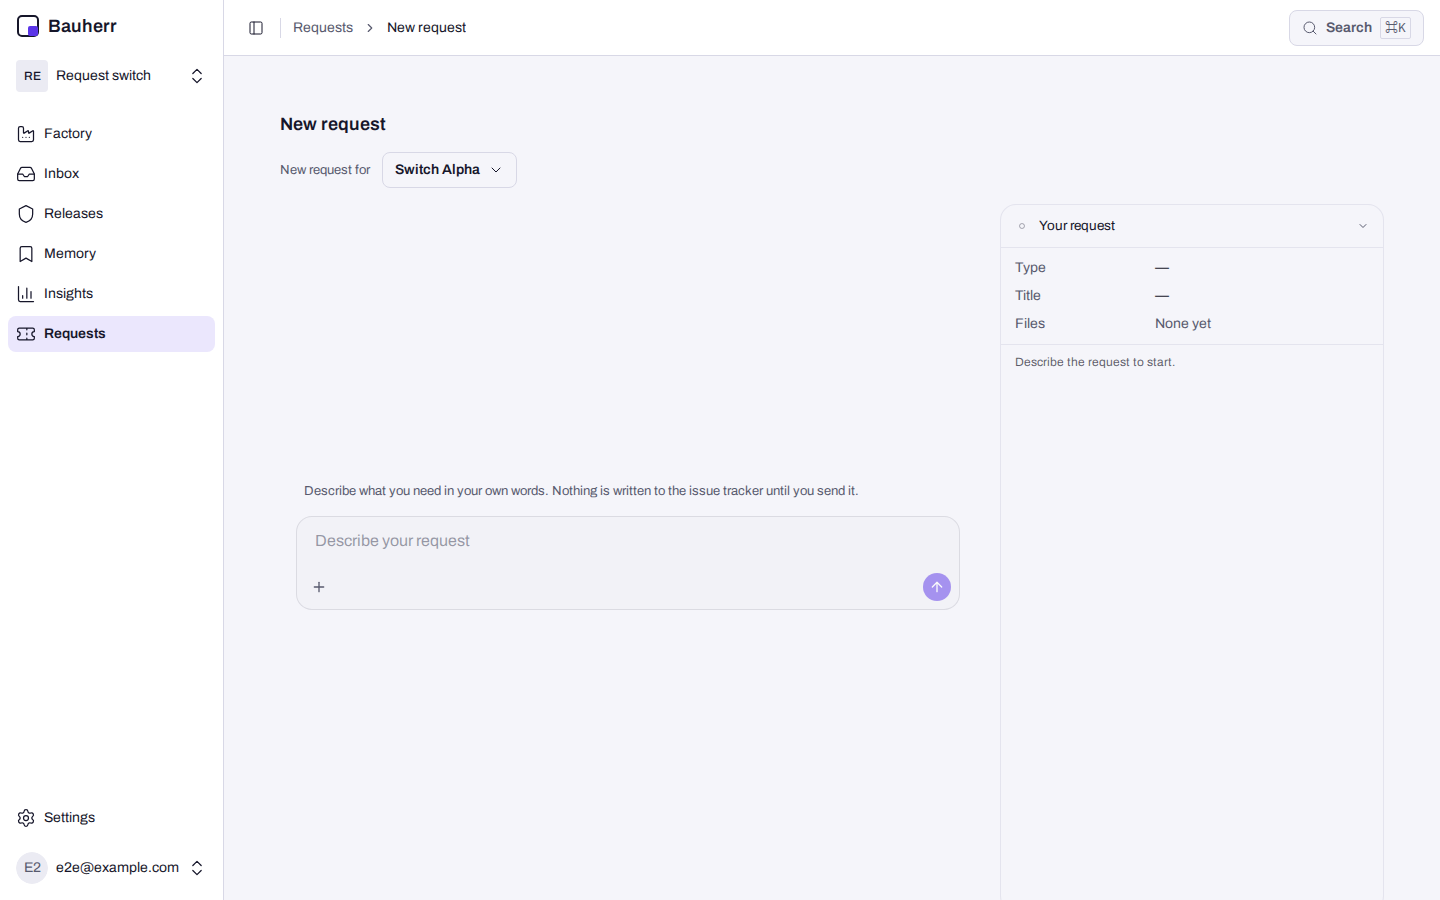 Bauherr
RE Request switch
Factory
Inbox
Releases
Memory
Insights
Requests
Settings
E2 e2e@example.com
Requests New request
Search ⌘K
New request
New request for Switch Alpha
Describe what you need in your own words. Nothing is written to the issue tracker until you send it.
Describe your request
Your request
Type —
Title —
Files None yet
Describe the request to start.